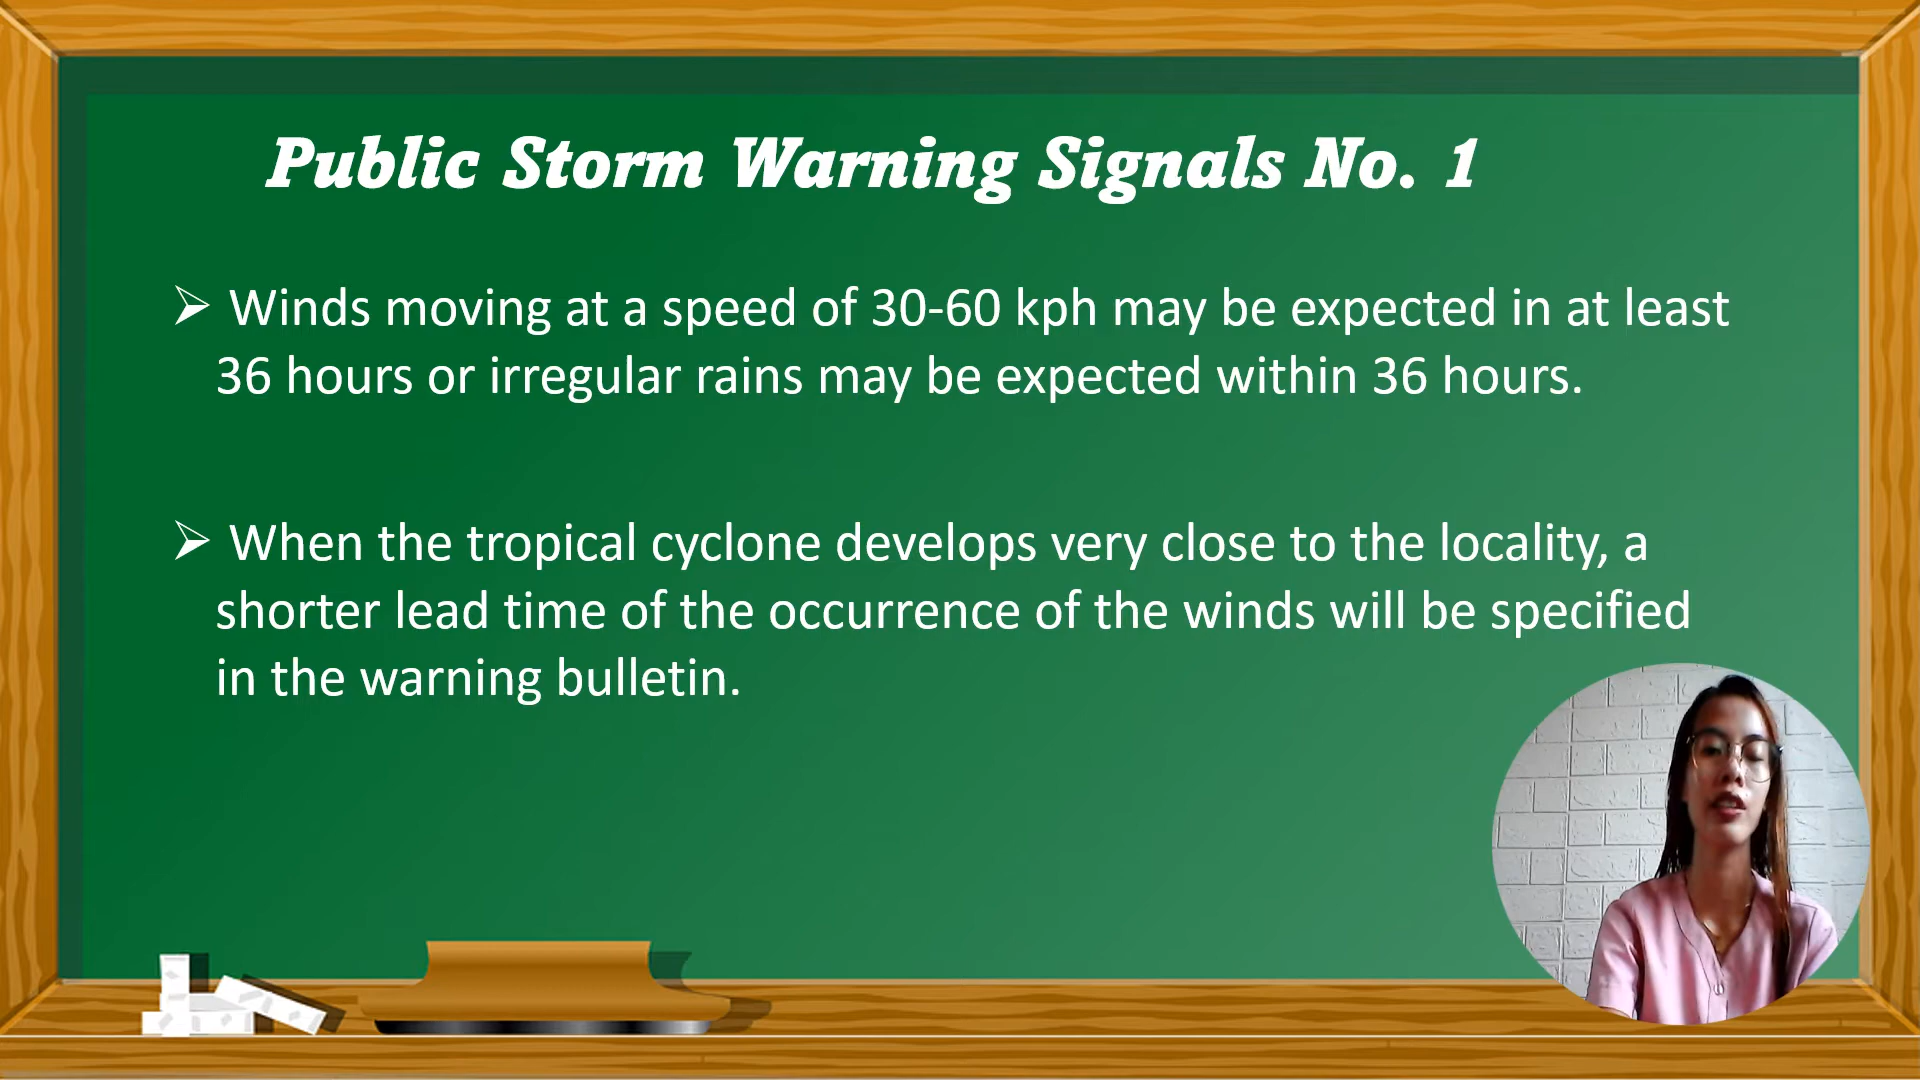 Public Storm Warning Signals No. 1
➢ Winds moving at a speed of 30-60 kph may be expected in at least
36 hours or irregular rains may be expected within 36 hours.
➢ When the tropical cyclone develops very close to the locality, a
shorter lead time of the occurrence of the winds will be specified
in the warning bulletin.